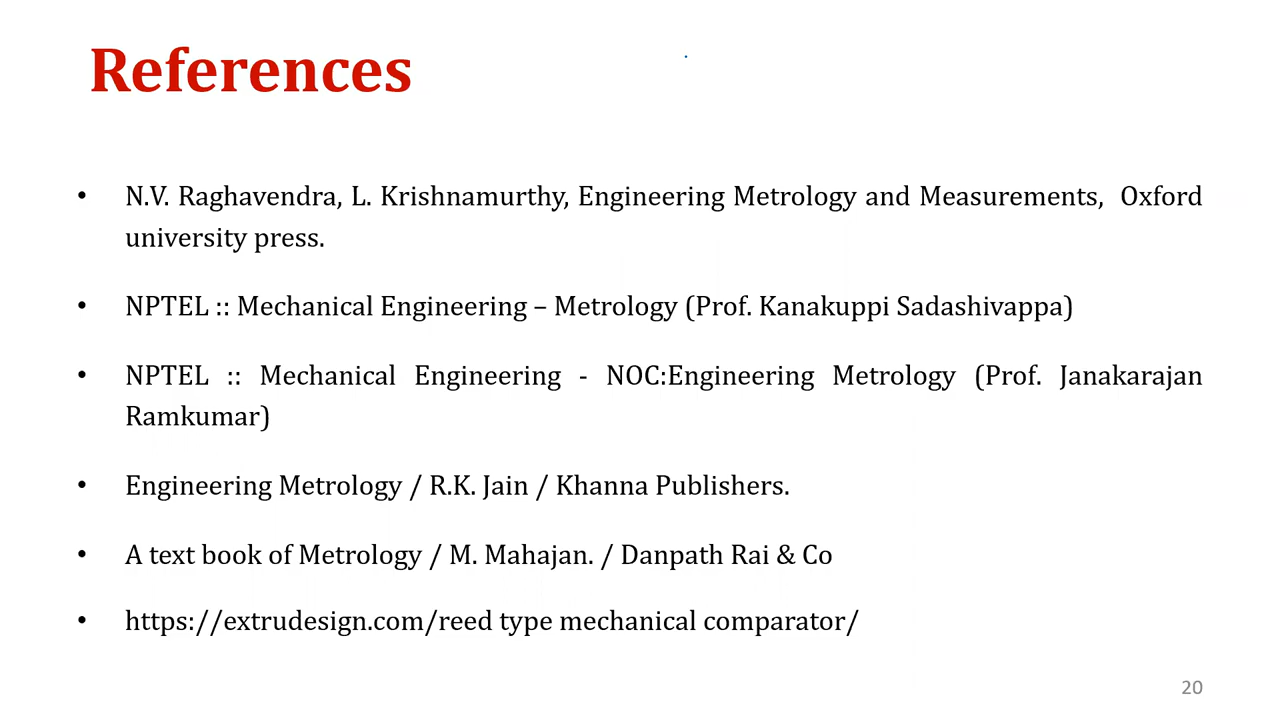 References
• N.V. Raghavendra, L. Krishnamurthy, Engineering Metrology and Measurements, Oxford
university press.
• NPTEL :: Mechanical Engineering – Metrology (Prof. Kanakuppi Sadashivappa)
• NPTEL :: Mechanical Engineering - NOC:Engineering Metrology (Prof. Janakarajan
Ramkumar)
• Engineering Metrology / R.K. Jain / Khanna Publishers.
• A text book of Metrology / M. Mahajan. / Danpath Rai & Co
• https://extrudesign.com/reed type mechanical comparator/
20